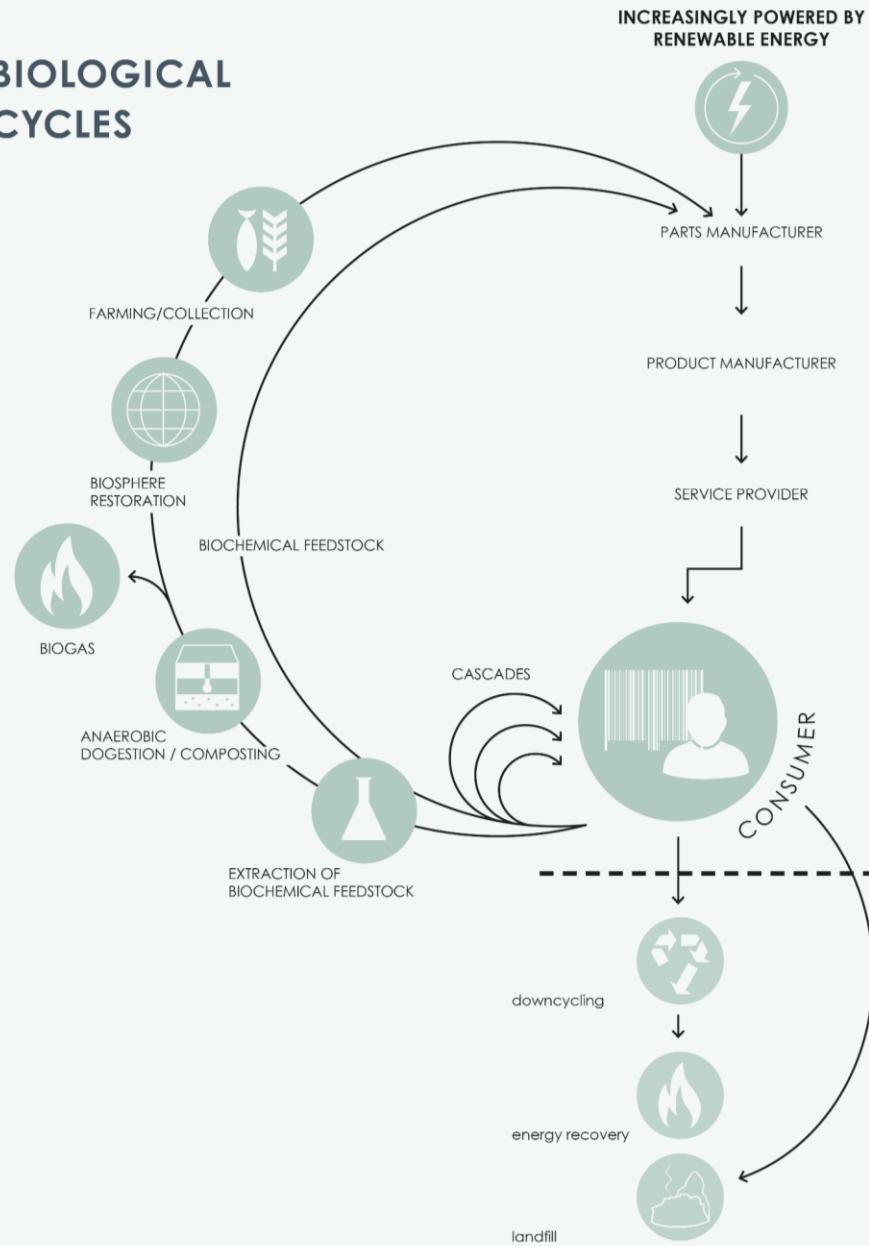 INCREASINGLY POWERED BY
RENEWABLE ENERGY
BIOLOGICAL
CYCLES
PARTS MANUFACTURER
FARMING/COLLECTION
PRODUCT MANUFACTURER
BIOSPHERE
RESTORATION
SERVICE PROVIDER
BIOCHEMICAL FEEDSTOCK
BIOGAS
CASCADES
ANAEROBIC
DOGESTION / COMPOSTING
CONSUMER
EXTRACTION OF
BIOCHEMICAL FEEDSTOCK
downcycling
energy recovery
landfill